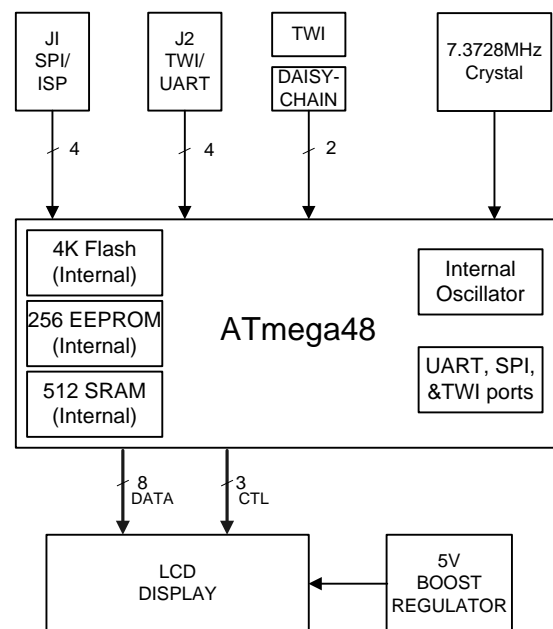 J1
SPI/
ISP
J2
TWI/
UART
TWI
DAISY-
CHAIN
7.3728MHz
Crystal
4
4
2
4K Flash
(Internal)
256 EEPROM
(Internal)
512 SRAM
(Internal)
ATmega48
Internal
Oscillator
UART, SPI,
&TWI ports
8
DATA
3
CTL
LCD
DISPLAY
5V
BOOST
REGULATOR